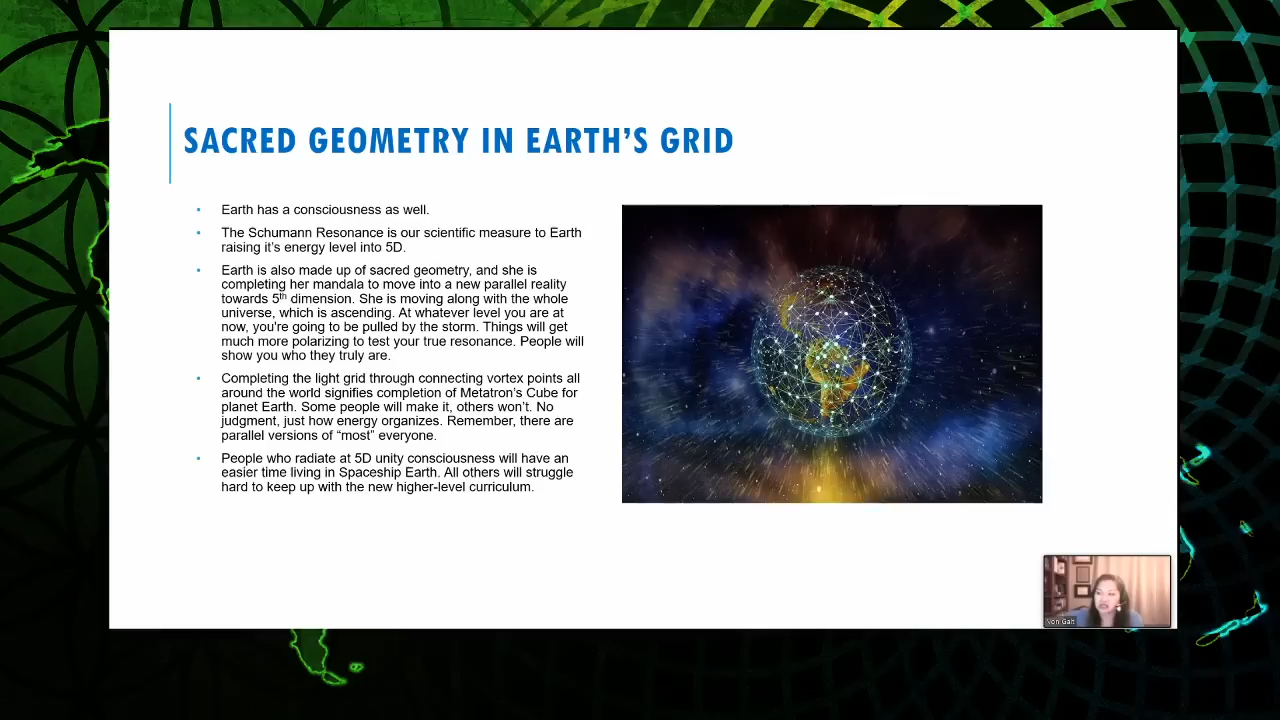 SACRED GEOMETRY IN EARTH’S GRID
• Earth has a consciousness as well.
• The Schumann Resonance is our scientific measure to Earth
raising it’s energy level into 5D.
• Earth is also made up of sacred geometry, and she is
completing her mandala to move into a new parallel reality
towards 5th dimension. She is moving along with the whole
universe, which is ascending. At whatever level you are at
now, you're going to be pulled by the storm. Things will get
much more polarizing to test your true resonance. People will
show you who they truly are.
• Completing the light grid through connecting vortex points all
around the world signifies completion of Metatron’s Cube for
planet Earth. Some people will make it, others won’t. No
judgment, just how energy organizes. Remember, there are
parallel versions of “most” everyone.
• People who radiate at 5D unity consciousness will have an
easier time living in Spaceship Earth. All others will struggle
hard to keep up with the new higher-level curriculum.
Von Galt